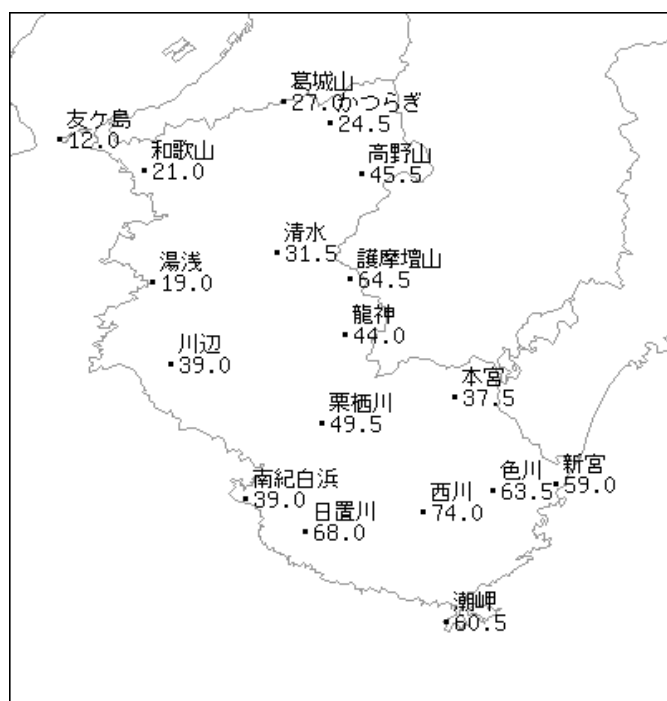 葛城山
27.0
かつらぎ
24.5
友ケ島
12.0
和歌山
21.0
高野山
45.5
清水
31.5
護摩壇山
64.5
湯浅
19.0
龍神
44.0
川辺
39.0
本宮
37.5
栗栖川
49.5
新宮
59.0
色川
63.5
南紀白浜
39.0
西川
74.0
日置川
68.0
潮岬
60.5